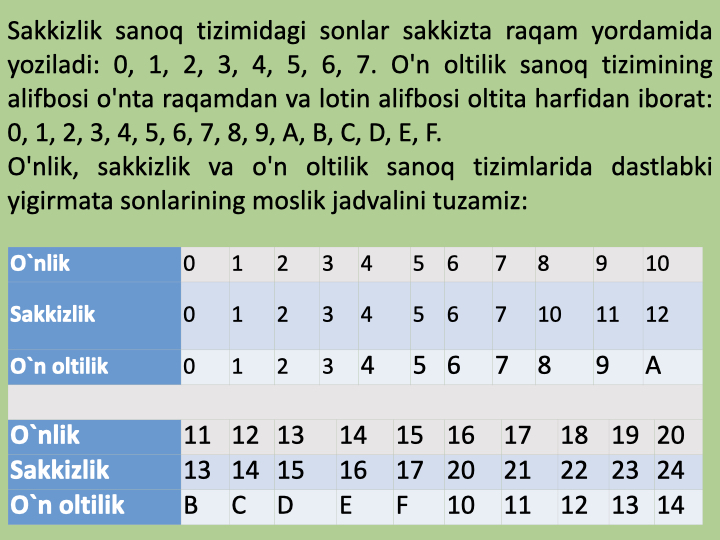 Sakkizlik sanoq tizimidagi sonlar sakkizta raqam yordamida
yoziladi: 0, 1, 2, 3, 4, 5, 6, 7. O'n oltilik sanoq tizimining
alifbosi o'nta raqamdan va lotin alifbosi oltita harfidan iborat:
0, 1, 2, 3, 4, 5, 6, 7, 8, 9, A, B, C, D, E, F.
O'nlik, sakkizlik va o'n oltilik sanoq tizimlarida dastlabki
yigirmata sonlarining moslik jadvalini tuzamiz:
O`nlik 0 1 2 3 4 5 6 7 8 9 10
Sakkizlik 0 1 2 3 4 5 6 7 10 11 12
O`n oltilik 0 1 2 3 4 5 6 7 8 9 A
O`nlik 11 12 13 14 15 16 17 18 19 20
Sakkizlik 13 14 15 16 17 20 21 22 23 24
O`n oltilik B C D E F 10 11 12 13 14